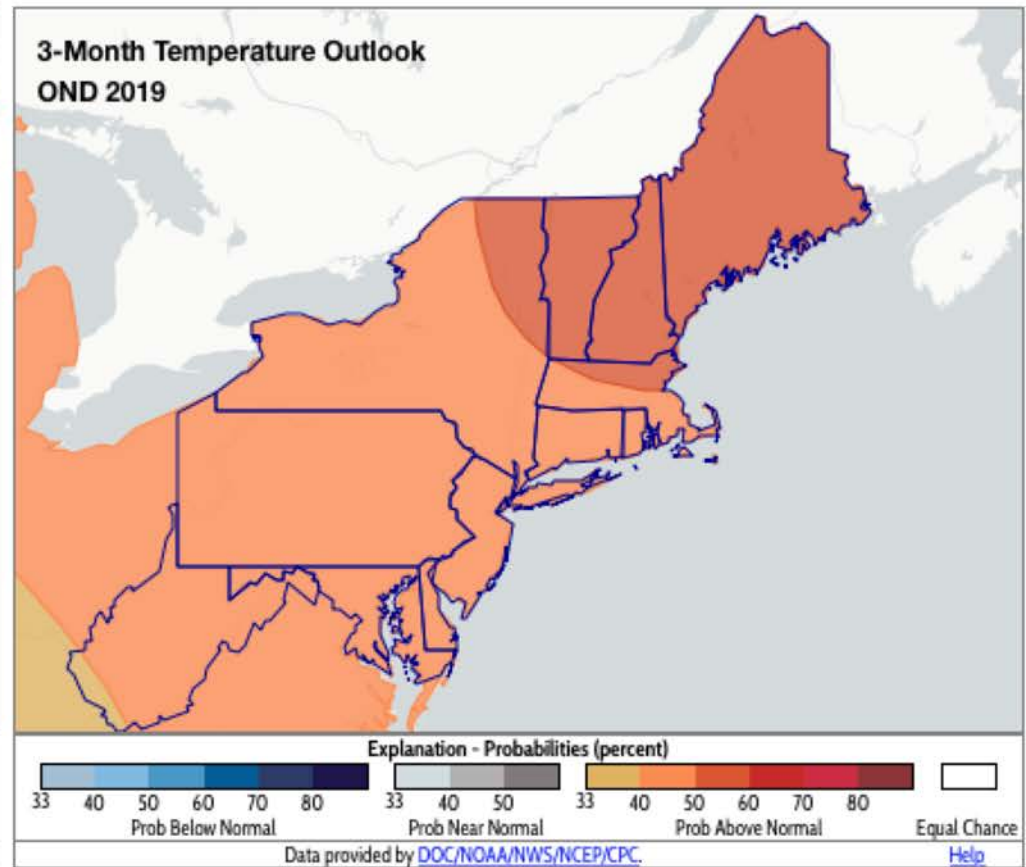 3-Month Temperature Outlook
OND 2019
Explanation - Probabilities (percent)
33 40 50 60 70 80 33 40 50 33 40 50 60 70 80
Prob Below Normal Prob Near Normal Prob Above Normal Equal Chance
Data provided by DOC/NOAA/NWS/NCEP/CPC. Help